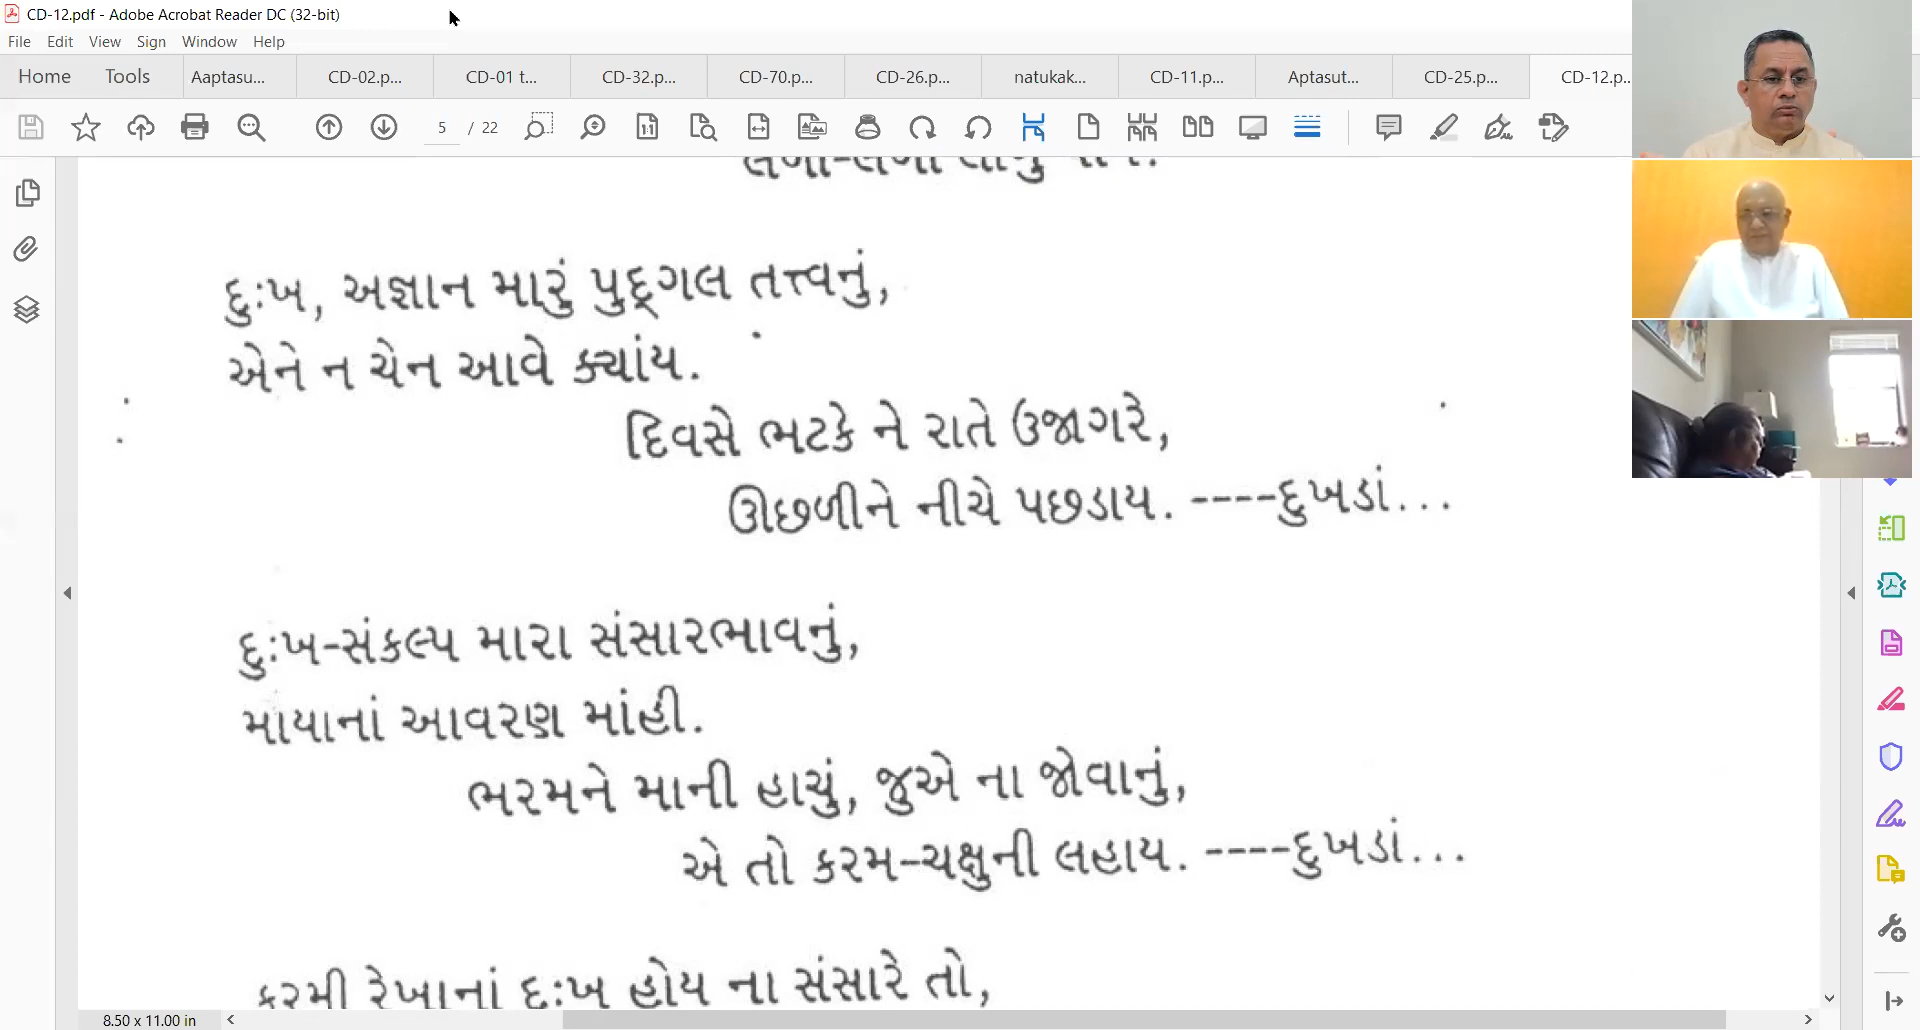 CD-12.pdf - Adobe Acrobat Reader DC (32-bit)
File Edit View Sign Window Help
Home Tools Aaptasu... CD-02.p... CD-01 t... CD-32.p... CD-70.p... CD-26.p... natukak... CD-11.p... Aptasut... CD-25.p... CD-12.p...
5 / 22
દુઃખ, અજ્ઞાન મારું પુદ્ગલ તત્ત્વનું,
એને ન ચેન આવે ક્યાંય.
દિવસે ભટકે ને રાતે ઉજાગરે,
ઊછળીને નીચે પછડાય. ----દુખડાં...
દુઃખ-સંકલ્પ મારા સંસારભાવનું,
માયાનાં આવરણ માંહી.
ભરમને માની હાચું, જુએ ના જોવાનું,
એ તો કરમ-ચક્ષુની લહાય. ----દુખડાં...
કરમી રેખાનાં દુઃખ હોય ના સંસારે તો,
8.50 x 11.00 in